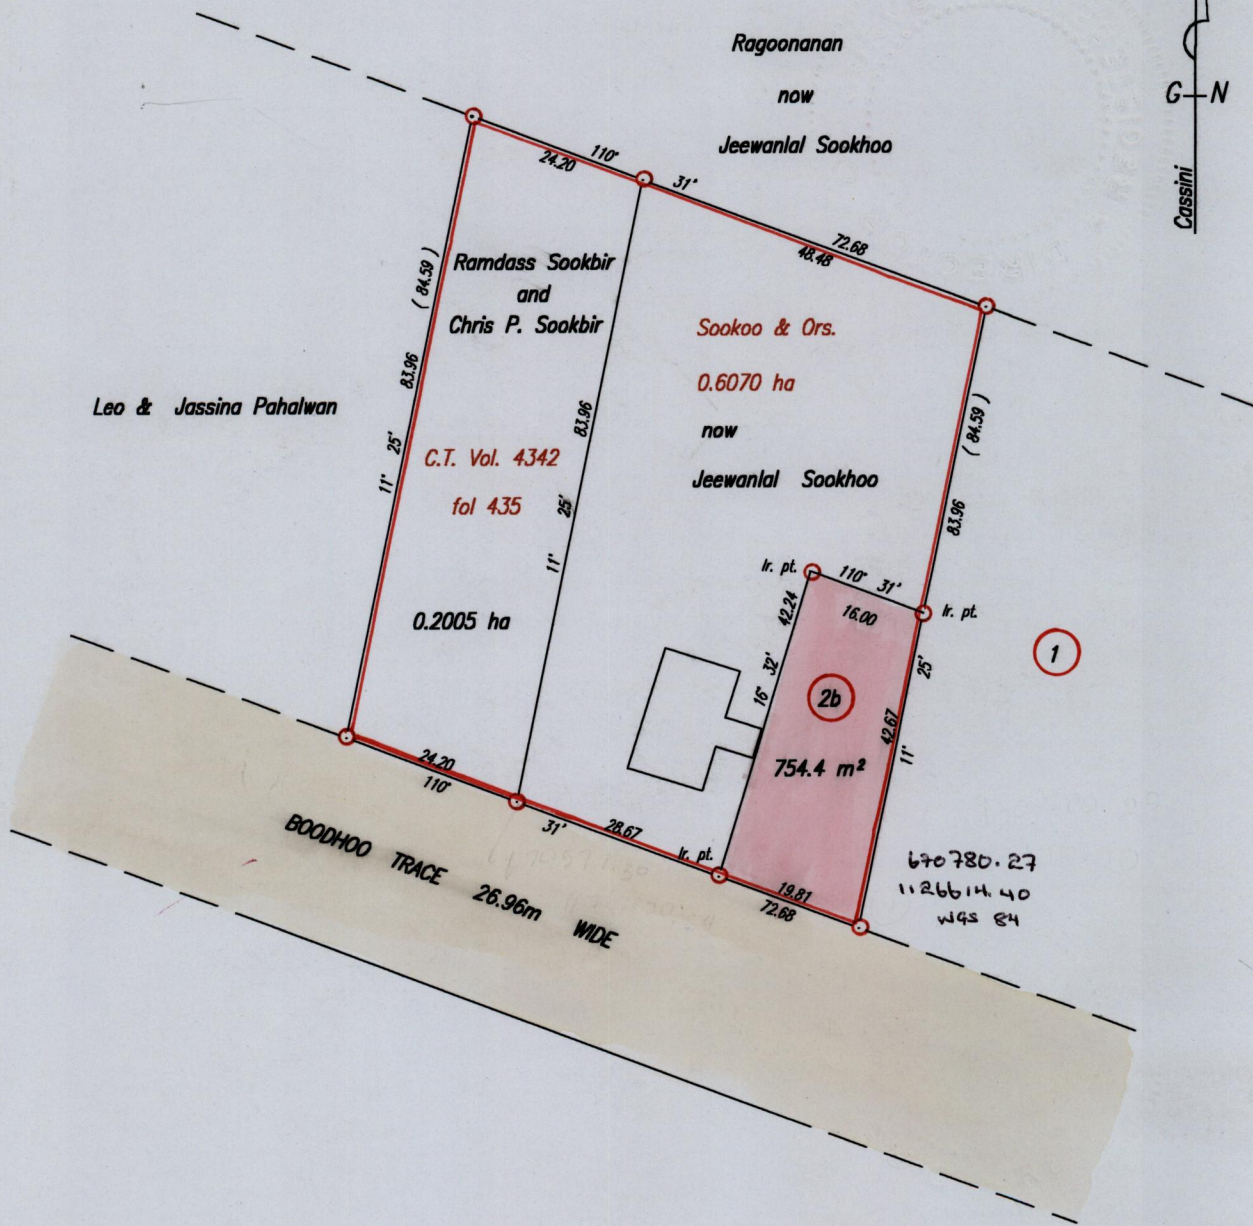 Ragoonanan
now
Jeewanlal Sookhoo
G N
Cassini
24.20
110°
31'
72.68
48.48
( 84.59 )
83.96
25'
11°
Ramdass Sookbir
and
Chris P. Sookbir
Sookoo & Ors.
0.6070 ha
now
Jeewanlal Sookhoo
Leo & Jassina Pahalwan
C.T. Vol. 4342
fol 435
83.96
25'
11°
( 84.59 )
83.96
0.2005 ha
Ir. pt.
110° 31'
16.00
Ir. pt.
42.24
32'
16°
25'
42.67
11°
1
2b
754.4 m²
24.20
110°
31'
28.67
Ir. pt.
19.81
72.68
BOODHOO TRACE 26.96m WIDE
670780.27
1126614.40
WGS 84